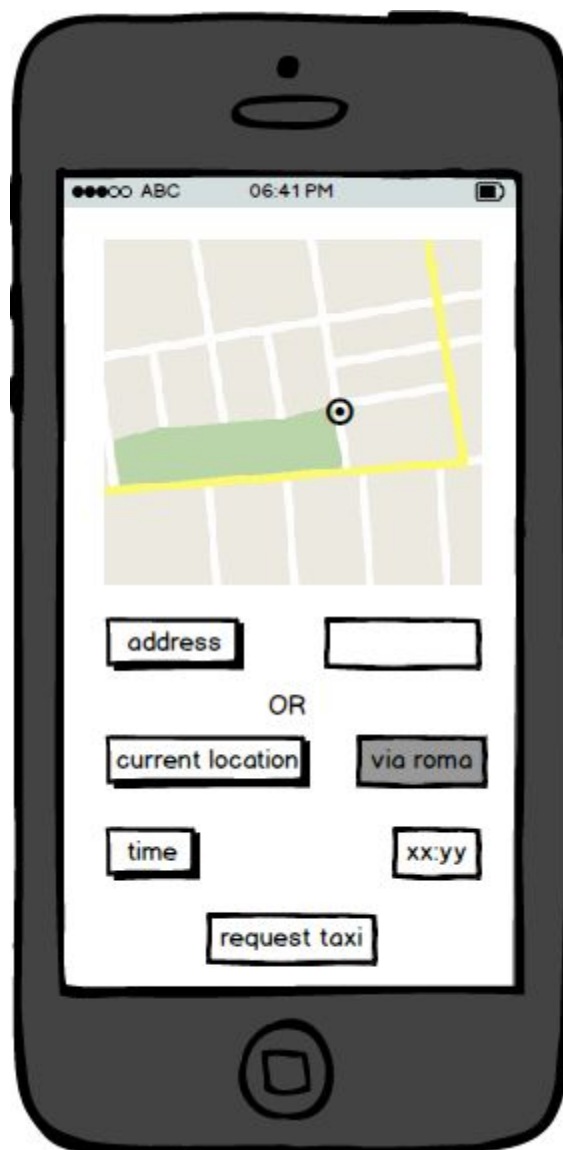 ABC 06:41 PM
address
OR
current location via roma
time xx:yy
request taxi